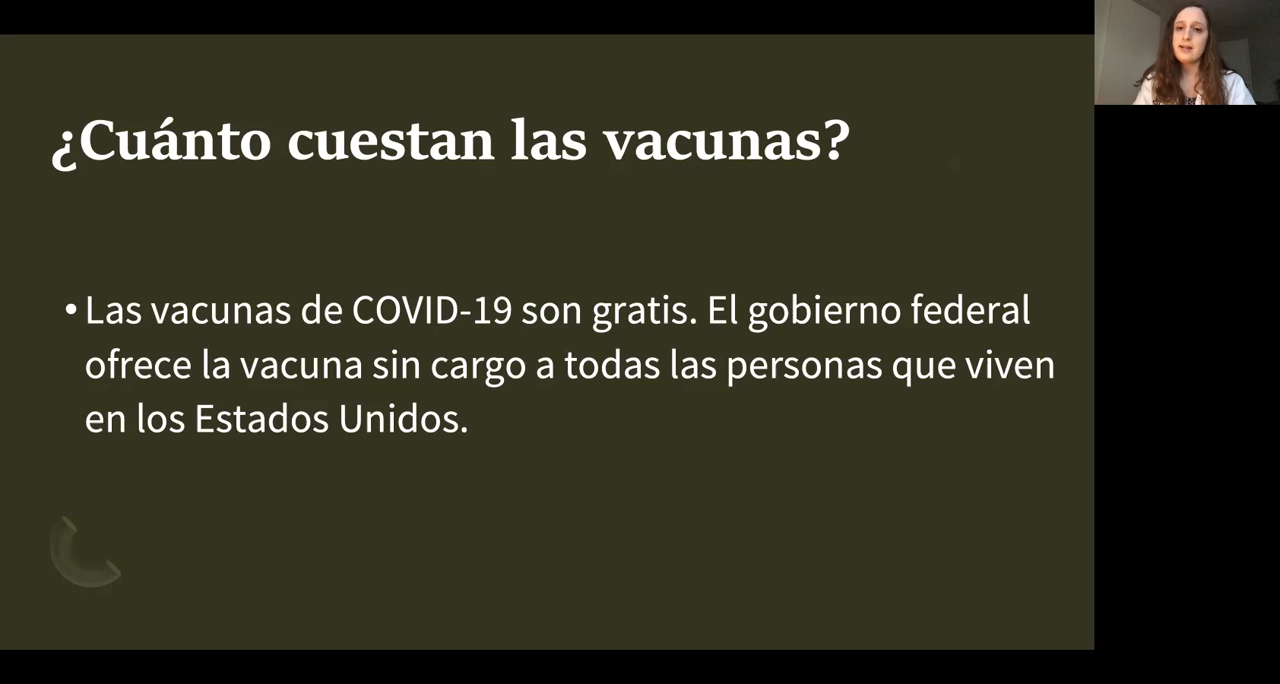 ¿Cuánto cuestan las vacunas?
• Las vacunas de COVID-19 son gratis. El gobierno federal
ofrece la vacuna sin cargo a todas las personas que viven
en los Estados Unidos.